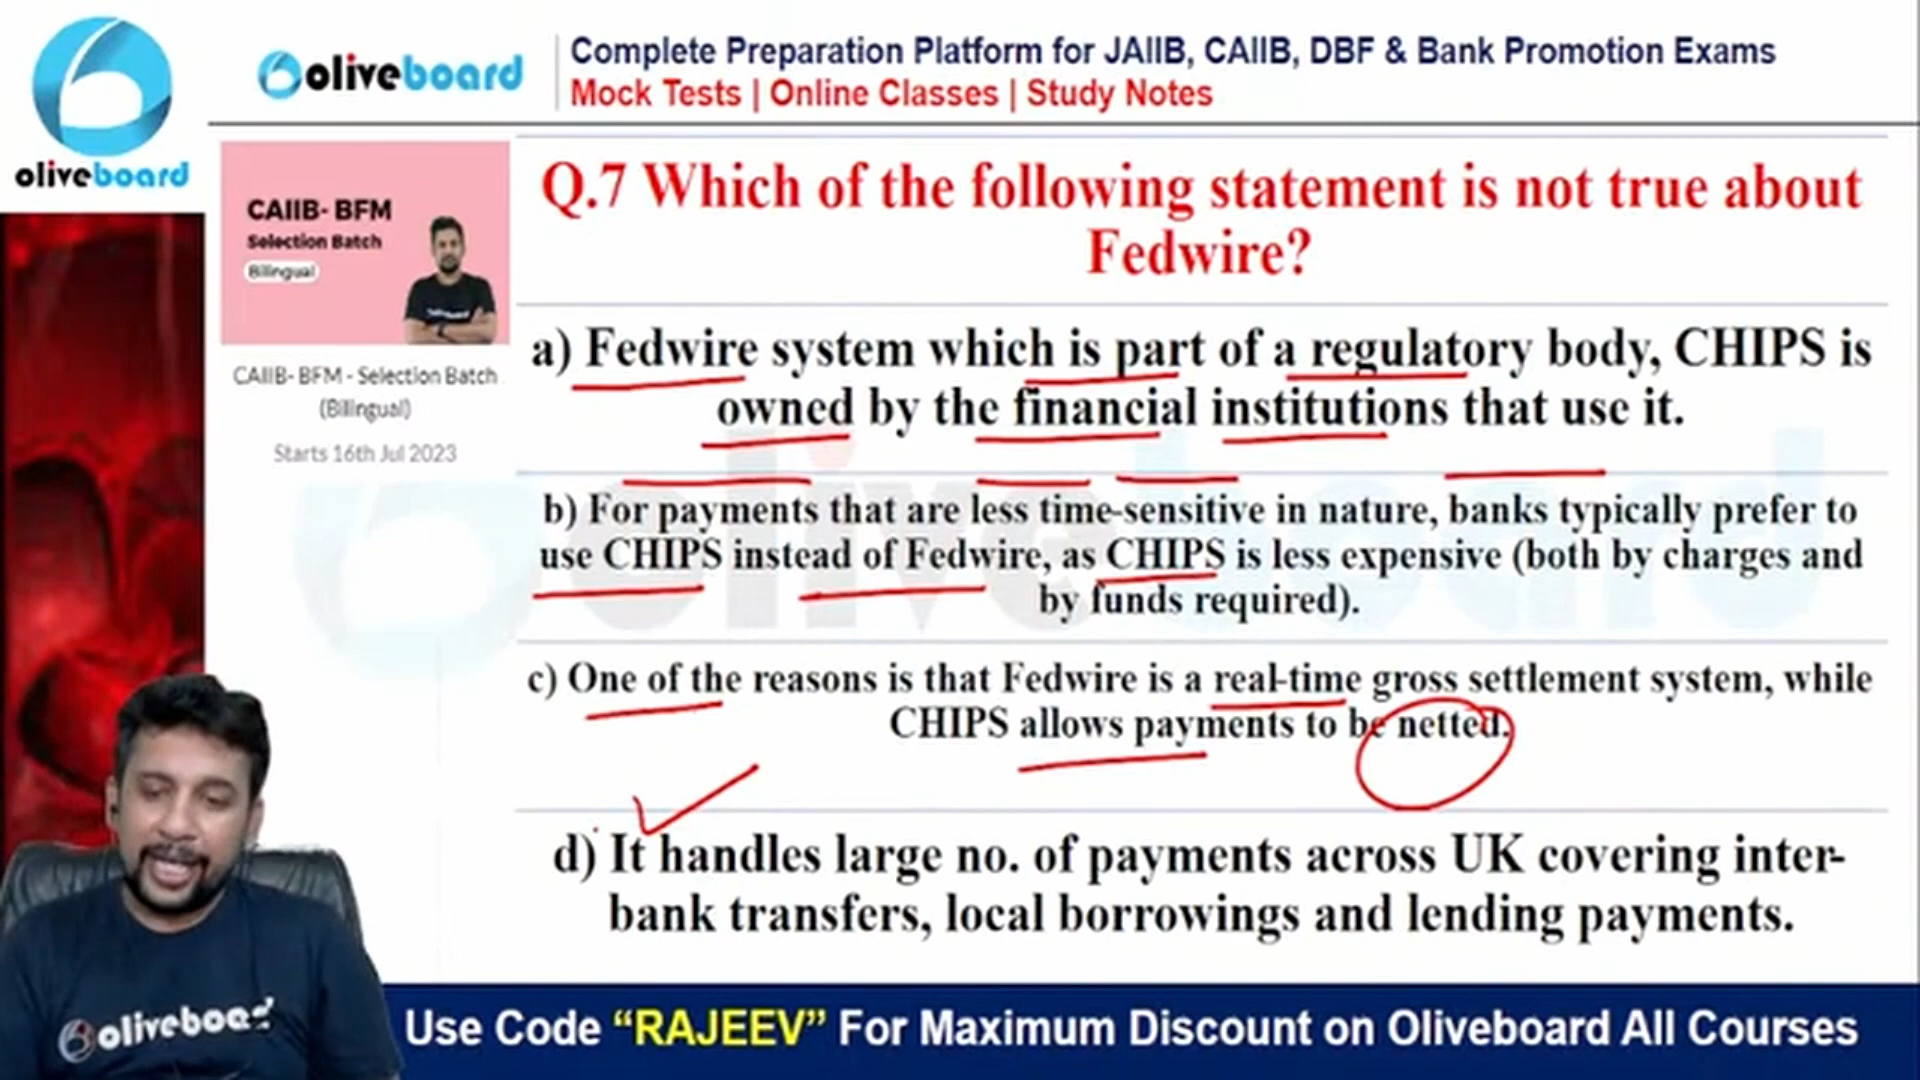 oliveboard
oliveboard
Complete Preparation Platform for JAIIB, CAIIB, DBF & Bank Promotion Exams
Mock Tests | Online Classes | Study Notes
CAIIB- BFM
Selection Batch
Bilingual
CAIIB- BFM - Selection Batch
(Bilingual)
Starts 16th Jul 2023
Q.7 Which of the following statement is not true about
Fedwire?
a) Fedwire system which is part of a regulatory body, CHIPS is
owned by the financial institutions that use it.
b) For payments that are less time-sensitive in nature, banks typically prefer to
use CHIPS instead of Fedwire, as CHIPS is less expensive (both by charges and
by funds required).
c) One of the reasons is that Fedwire is a real-time gross settlement system, while
CHIPS allows payments to be netted.
d) It handles large no. of payments across UK covering inter-
bank transfers, local borrowings and lending payments.
oliveboard
oliveboard
Use Code “RAJEEV” For Maximum Discount on Oliveboard All Courses